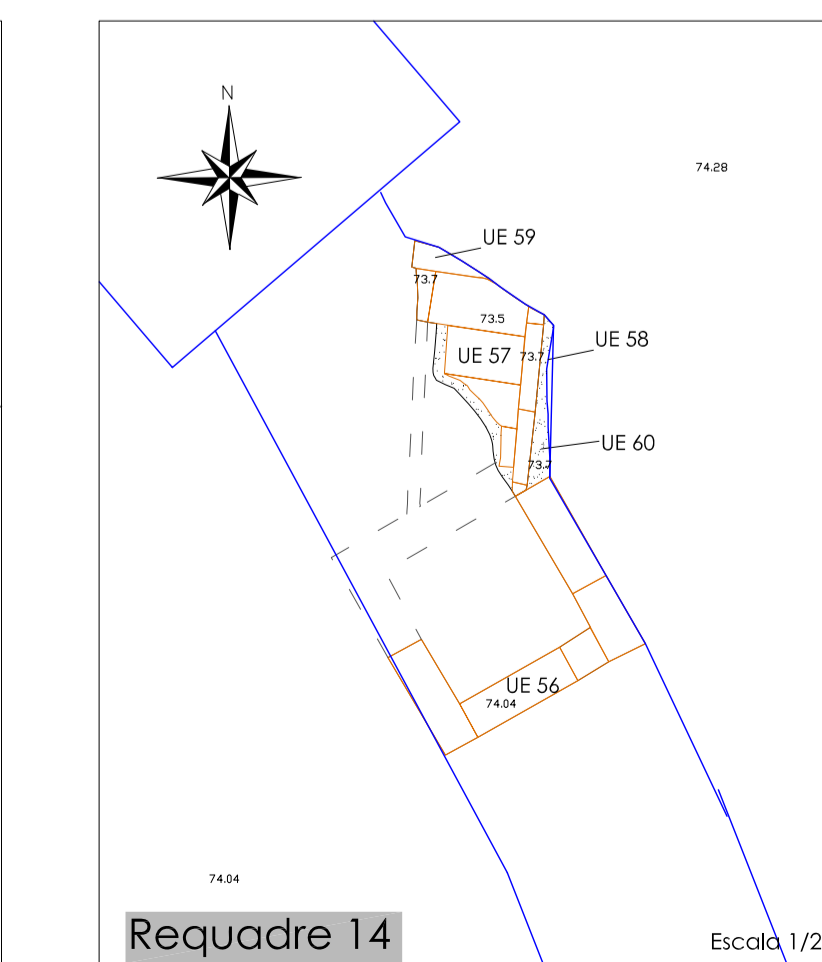 N
74.28
UE 59
73.7
73.5
UE 58
UE 57
73.7
UE 60
73.7
UE 56
74.04
74.04
Requadre 14
Escala 1/2